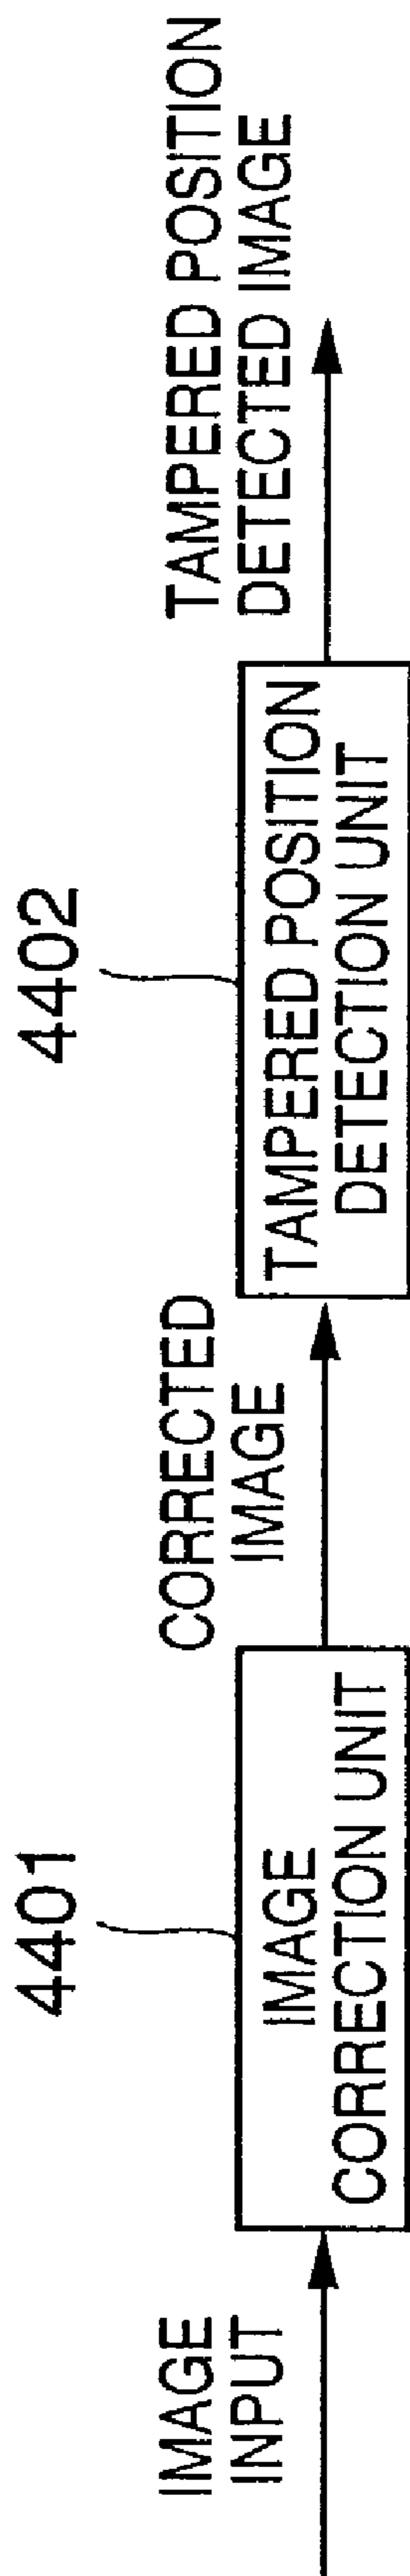 IMAGE
INPUT
4401
IMAGE
CORRECTION UNIT
CORRECTED
IMAGE
4402
TAMPERED POSITION
DETECTION UNIT
TAMPERED POSITION
DETECTED IMAGE